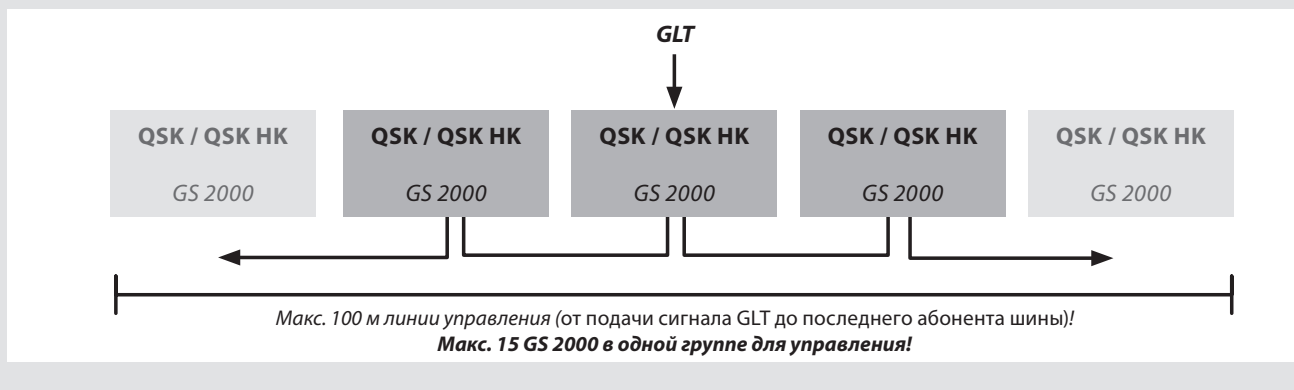 GLT
QSK / QSK HK QSK / QSK HK QSK / QSK HK QSK / QSK HK QSK / QSK HK
GS 2000 GS 2000 GS 2000 GS 2000 GS 2000
Макс. 100 м линии управления (от подачи сигнала GLT до последнего абонента шины)!
Макс. 15 GS 2000 в одной группе для управления!